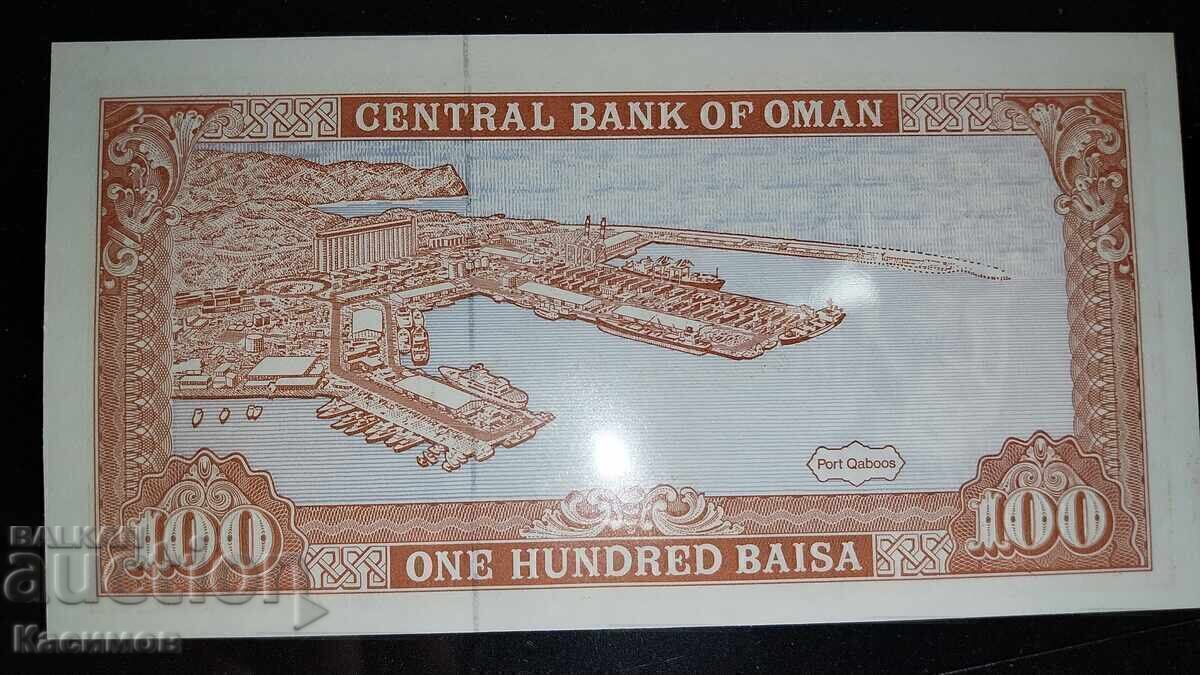 CENTRAL BANK OF OMAN
Port Qaboos
100 100
ONE HUNDRED BAISA
BALKAN
auction
Касимов